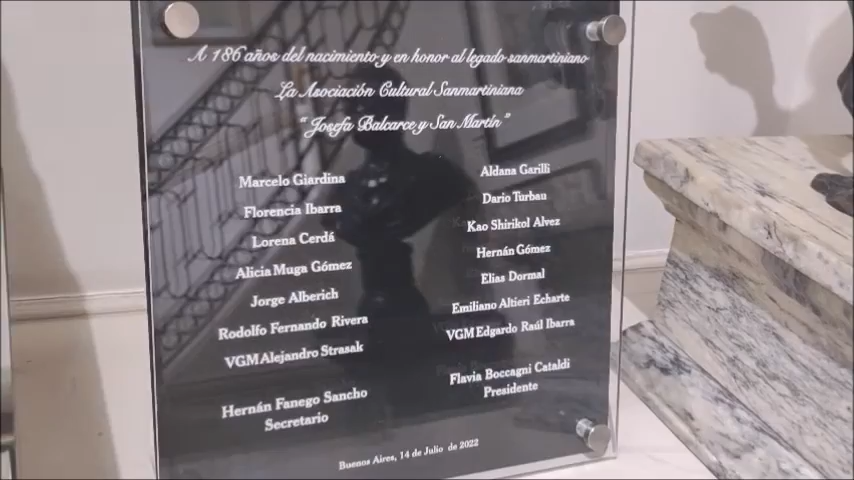 A 186 años del nacimiento y en honor al legado sanmartiniano
La Asociación Cultural Sanmartiniana
“Josefa Balcarce y San Martín”
Marcelo Giardina
Florencia Ibarra
Lorena Cerdá
Alicia Muga Gómez
Jorge Alberich
Rodolfo Fernando Rivera
VGM Alejandro Strasak
Hernán Fanego Sancho
Secretario
Aldana Garilli
Dario Turbau
Kao Shirikol Alvez
Hernán Gómez
Elias Dormal
Emiliano Altieri Echarte
VGM Edgardo Raúl Ibarra
Flavia Boccagni Cataldi
Presidente
Buenos Aires, 14 de Julio de 2022